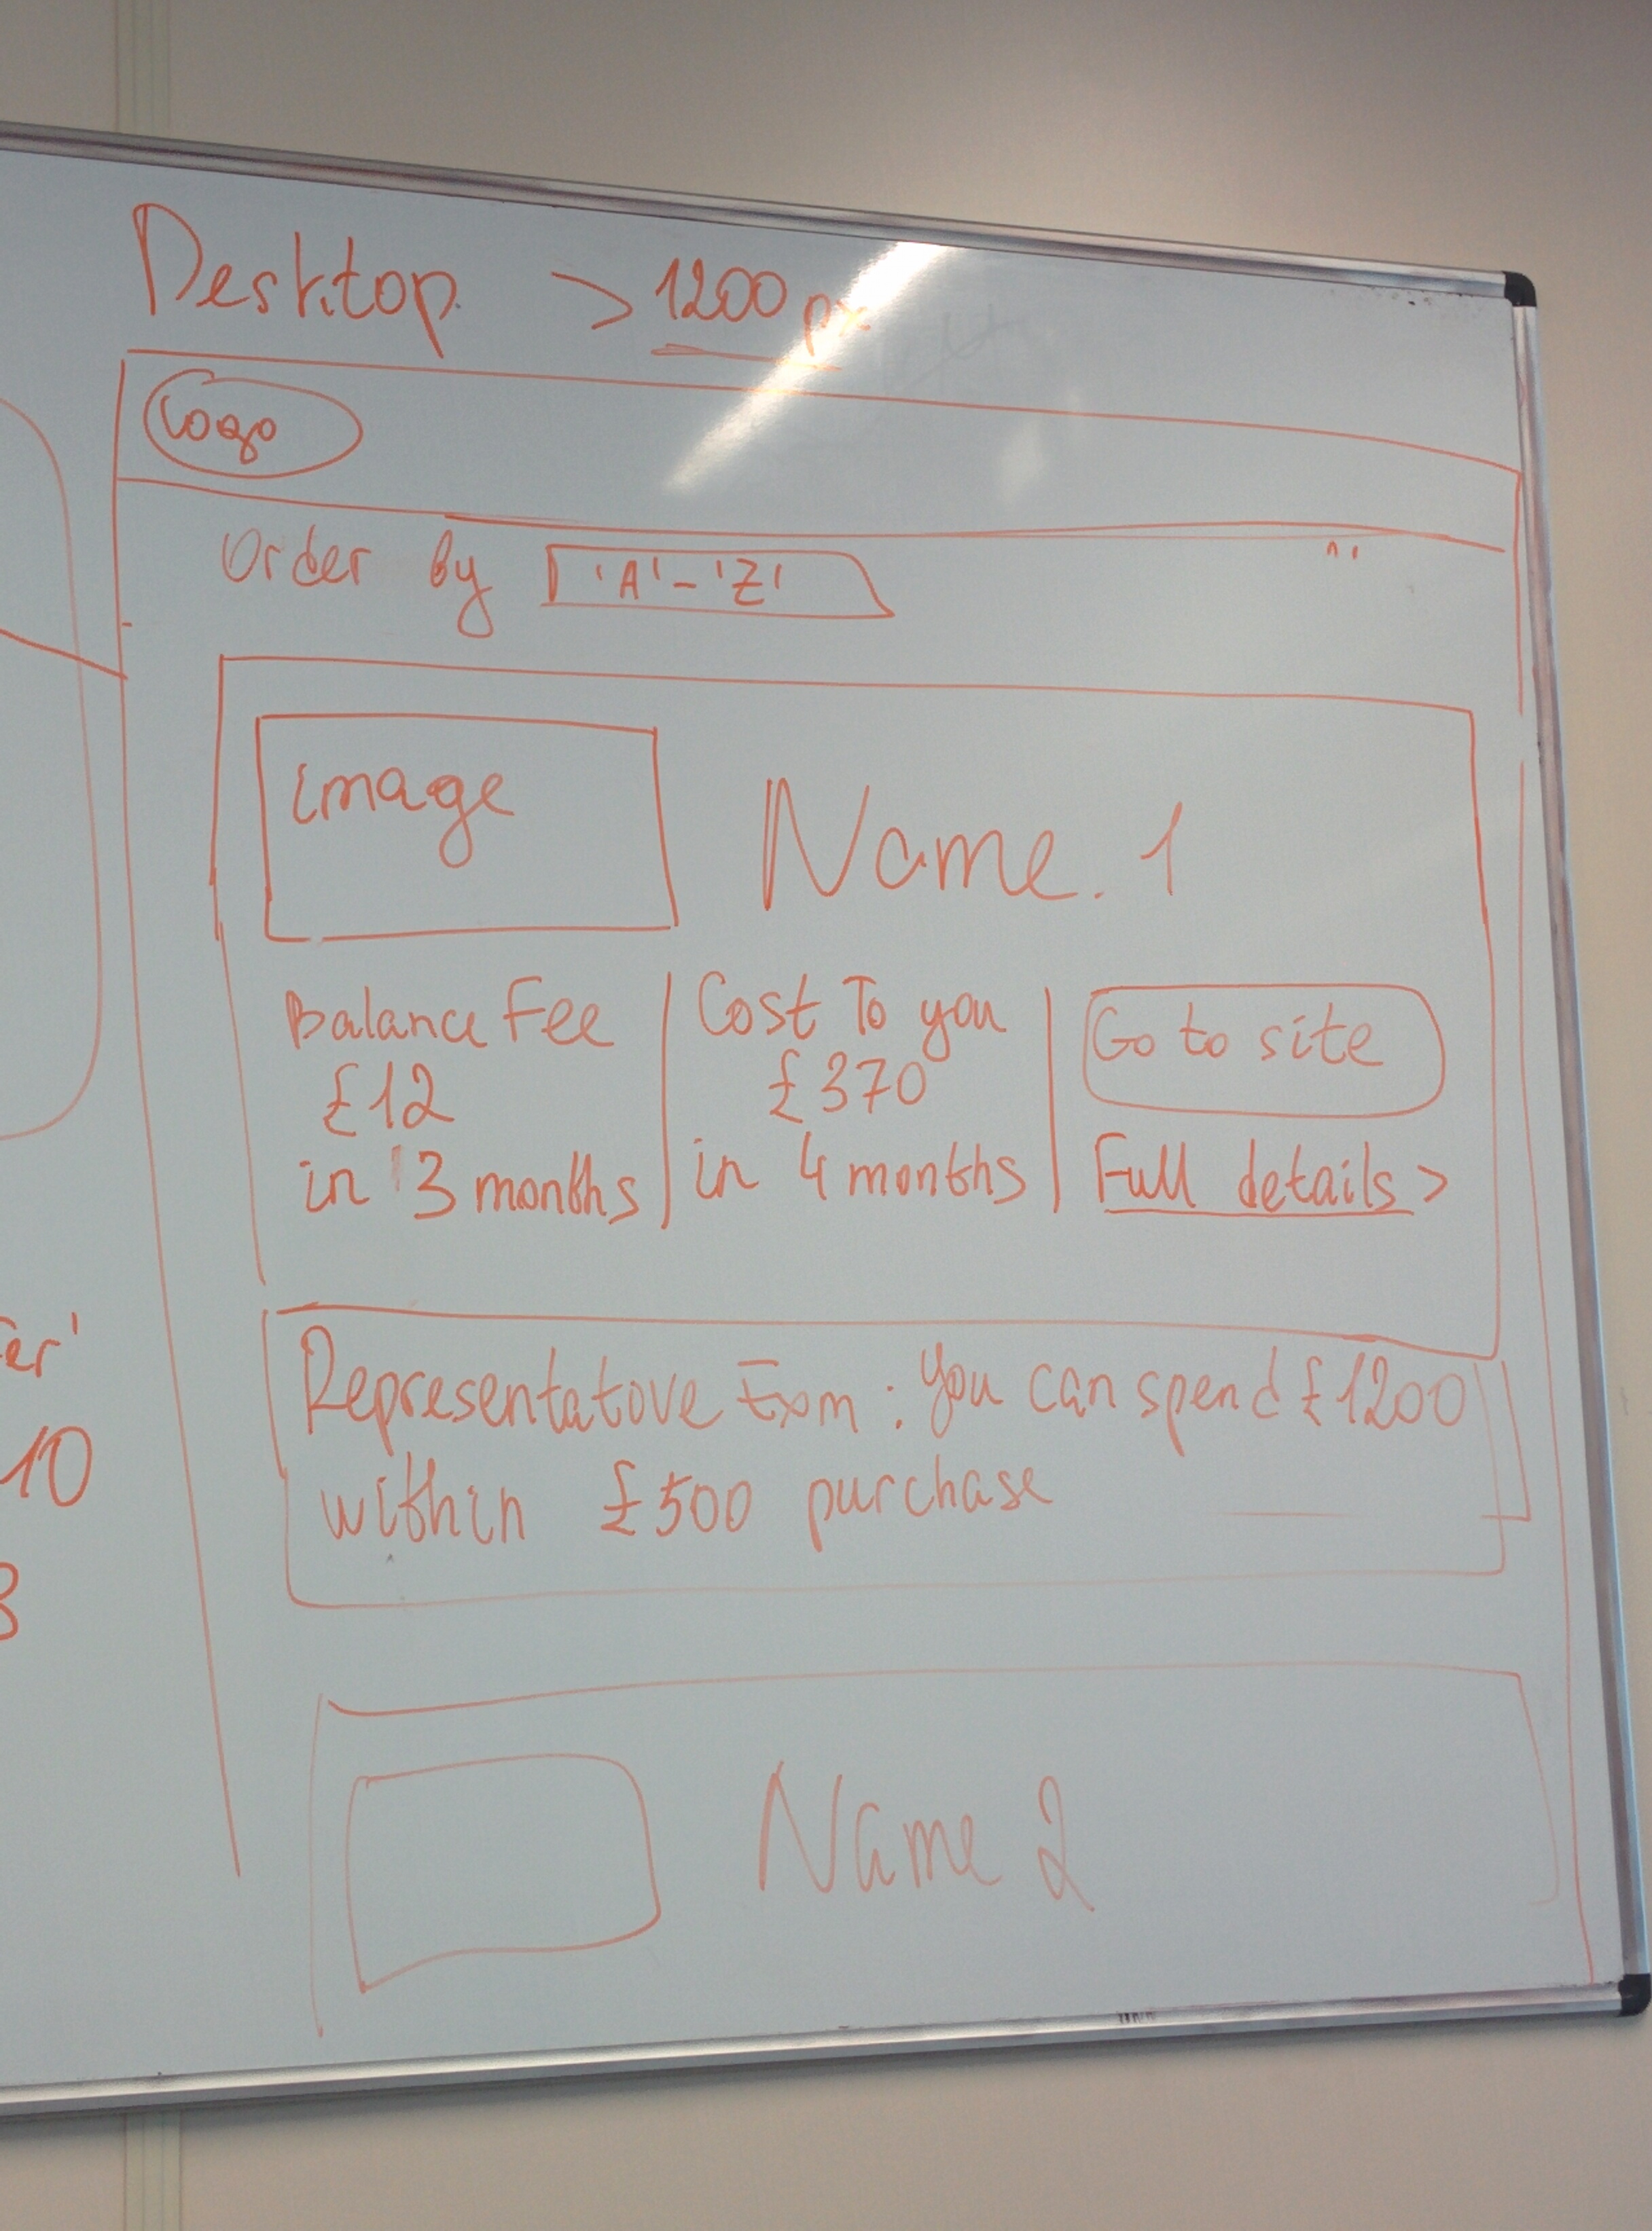 Desktop > 1200 px
Logo
Order by 'A' - 'Z'
image
Name. 1
Balance Fee
£12
in 3 months
Cost To you
£370
in 4 months
Go to site
Full details >
Representatove Exam : You can spend £1200
within £500 purchase
Name 2
er'
10
3